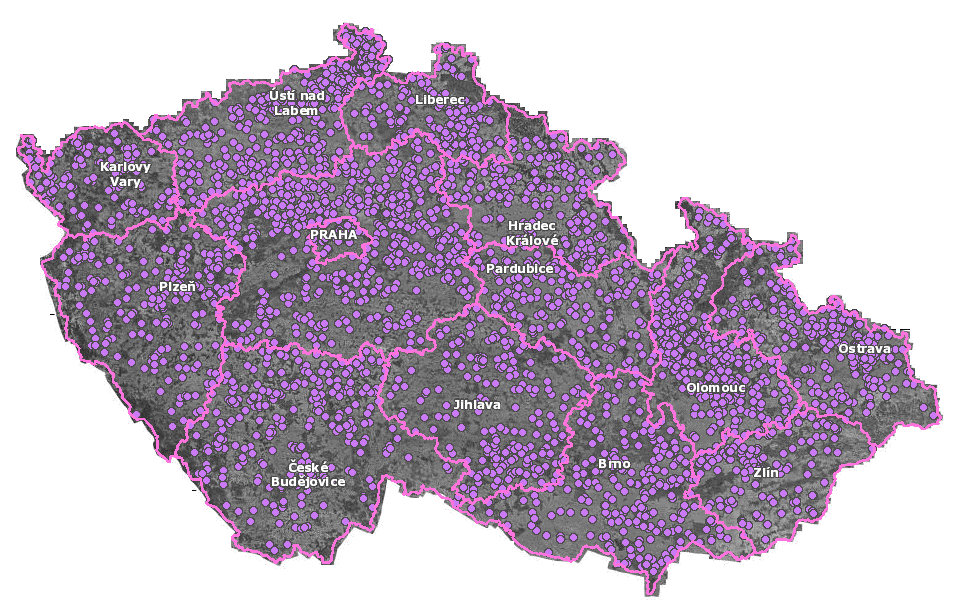 Ústí nad
Labem
Liberec
Karlovy
Vary
Hradec
Králové
PRAHA
Pardubice
Plzeň
Ostrava
Olomouc
Jihlava
Brno
Zlín
České
Budějovice